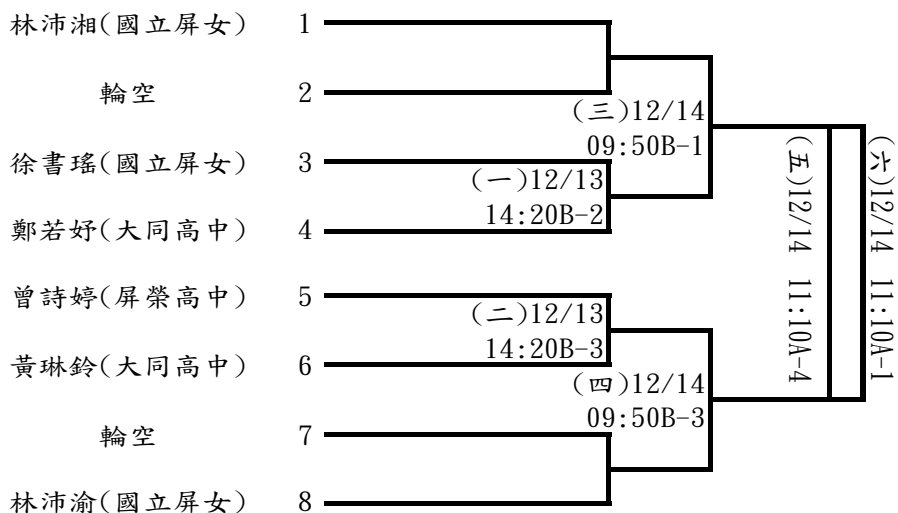 林沛湘(國立屏女) 1
輪空 2
(三)12/14
09:50B-1
徐書瑤(國立屏女) 3
(一)12/13
14:20B-2
鄭若妤(大同高中) 4
曾詩婷(屏榮高中) 5
(二)12/13
14:20B-3
黃琳鈴(大同高中) 6
(四)12/14
09:50B-3
輪空 7
林沛渝(國立屏女) 8
(五)12/14 11:10A-4
(六)12/14 11:10A-1